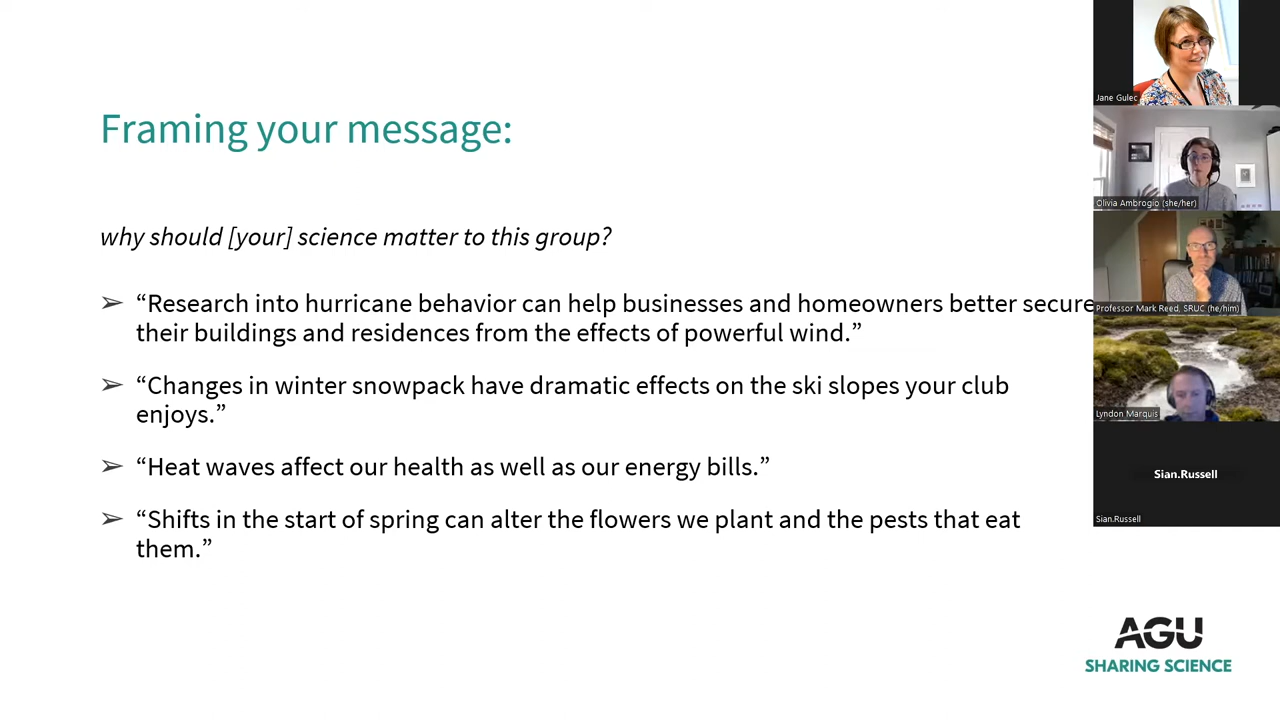 Framing your message:
why should [your] science matter to this group?
➢ “Research into hurricane behavior can help businesses and homeowners better secure
their buildings and residences from the effects of powerful wind.”
➢ “Changes in winter snowpack have dramatic effects on the ski slopes your club
enjoys.”
➢ “Heat waves affect our health as well as our energy bills.”
➢ “Shifts in the start of spring can alter the flowers we plant and the pests that eat
them.”
Jane Gulec
Olivia Ambrogio (she/her)
Professor Mark Reed, SRUC (he/him)
Lyndon Marquis
Sian.Russell
Sian.Russell
AGU
SHARING SCIENCE